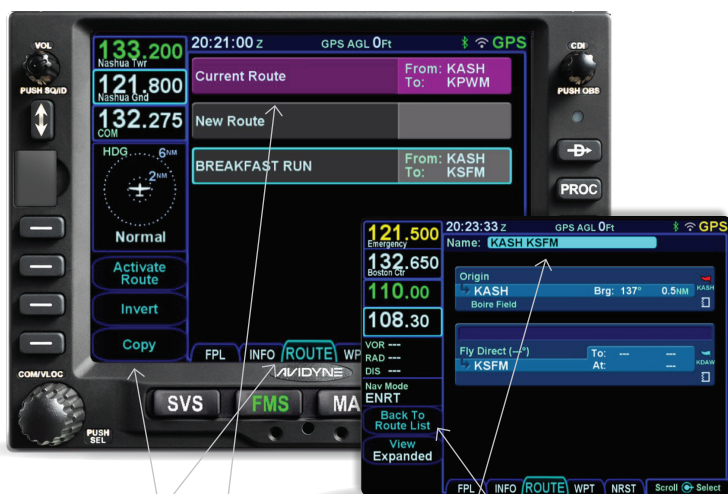 VOL
PUSH SQ/ID
133.200
Nashua Twr
121.800
Nashua Gnd
132.275
COM
20:21:00 Z GPS AGL 0Ft GPS
Current Route From: KASH
To: KPWM
New Route
BREAKFAST RUN From: KASH
To: KSFM
HDG 6NM
2NM
Normal
Activate
Route
Invert
Copy
FPL INFO ROUTE WP
AVIDYNE
COM/VLOC
PUSH
SEL
SVS FMS MA
CDI
PUSH OBS
D
PROC
121.500
Emergency
132.650
Boston Ctr
110.00
108.30
VOR ---
RAD ---
DIS ---
Nav Mode
ENRT
Back To
Route List
View
Expanded
20:23:33 Z GPS AGL 0Ft GPS
Name: KASH KSFM
Origin
KASH Brg: 137° 0.5NM KASH
Boire Field
Fly Direct (---°) To: --- ---
KSFM At: --- KDAW
FPL INFO ROUTE WPT NRST Scroll Select